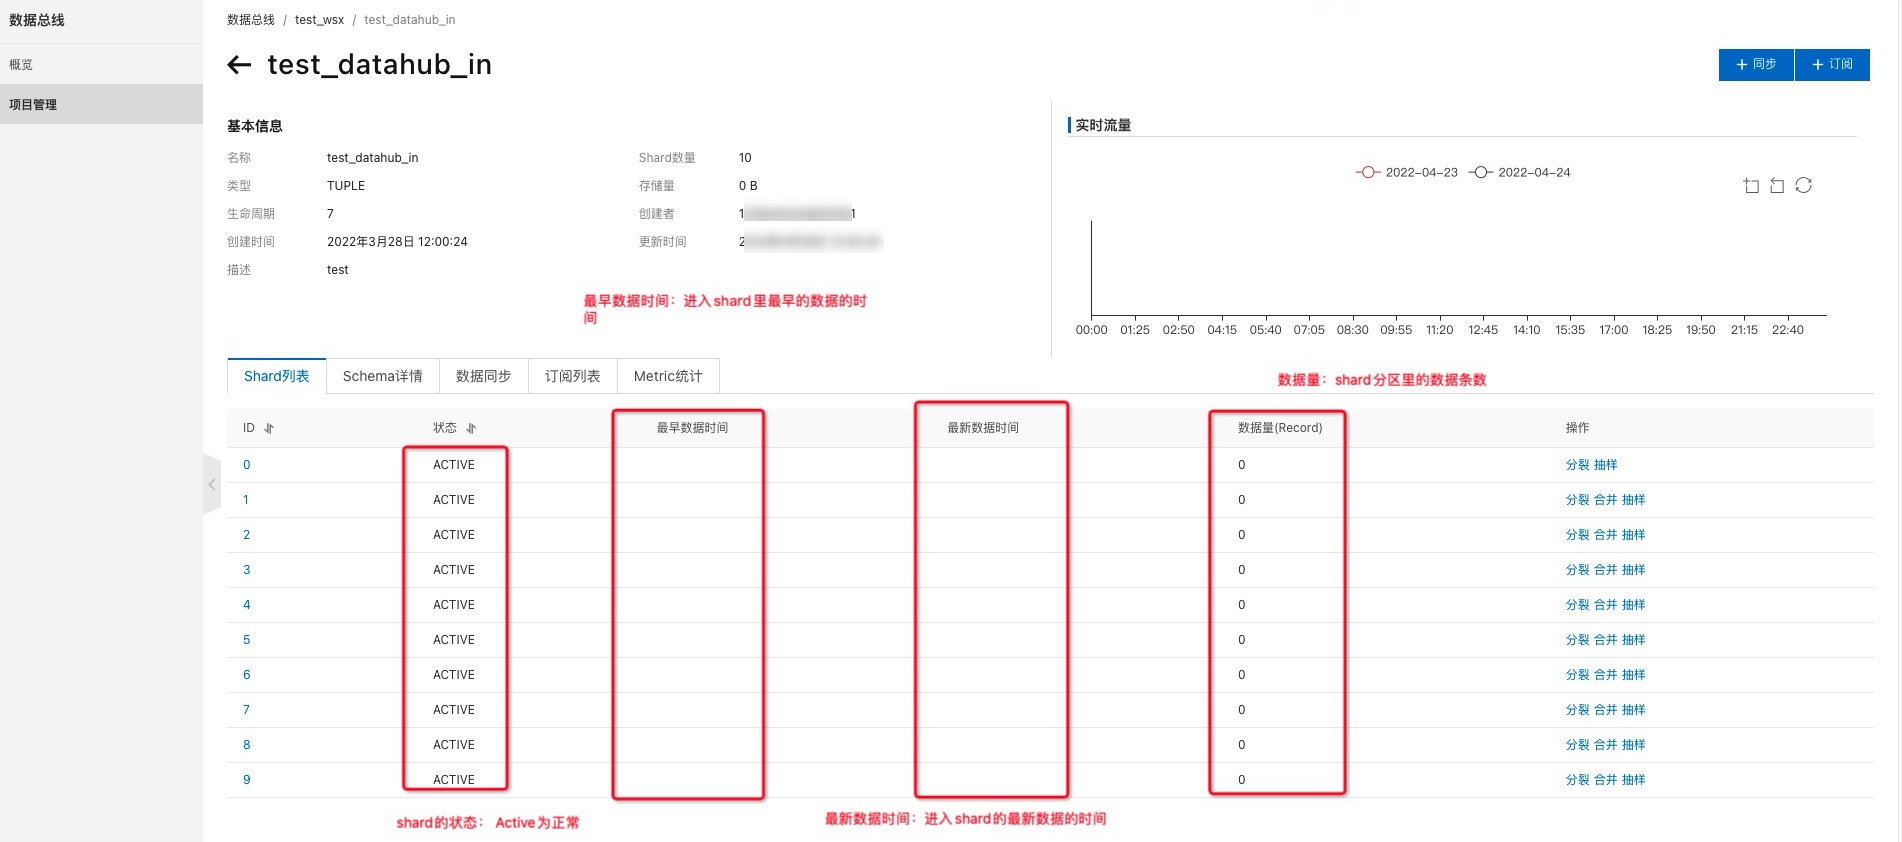 数据总线
概览
项目管理
数据总线 / test_wsx / test_datahub_in
test_datahub_in
+ 同步
+ 订阅
基本信息
名称 test_datahub_in Shard数量 10
类型 TUPLE 存储量 0 B
生命周期 7 创建者 1 1
创建时间 2022年3月28日 12:00:24 更新时间 2
描述 test
最早数据时间：进入shard里最早的数据的时
间
实时流量
2022-04-23 2022-04-24
00:00 01:25 02:50 04:15 05:40 07:05 08:30 09:55 11:20 12:45 14:10 15:35 17:00 18:25 19:50 21:15 22:40
Shard列表 Schema详情 数据同步 订阅列表 Metric统计
数据量：shard分区里的数据条数
ID 状态 最早数据时间 最新数据时间 数据量(Record) 操作
0 ACTIVE 0 分裂 抽样
1 ACTIVE 0 分裂 合并 抽样
2 ACTIVE 0 分裂 合并 抽样
3 ACTIVE 0 分裂 合并 抽样
4 ACTIVE 0 分裂 合并 抽样
5 ACTIVE 0 分裂 合并 抽样
6 ACTIVE 0 分裂 合并 抽样
7 ACTIVE 0 分裂 合并 抽样
8 ACTIVE 0 分裂 合并 抽样
9 ACTIVE 0 分裂 合并 抽样
shard的状态： Active为正常
最新数据时间：进入shard的最新数据的时间